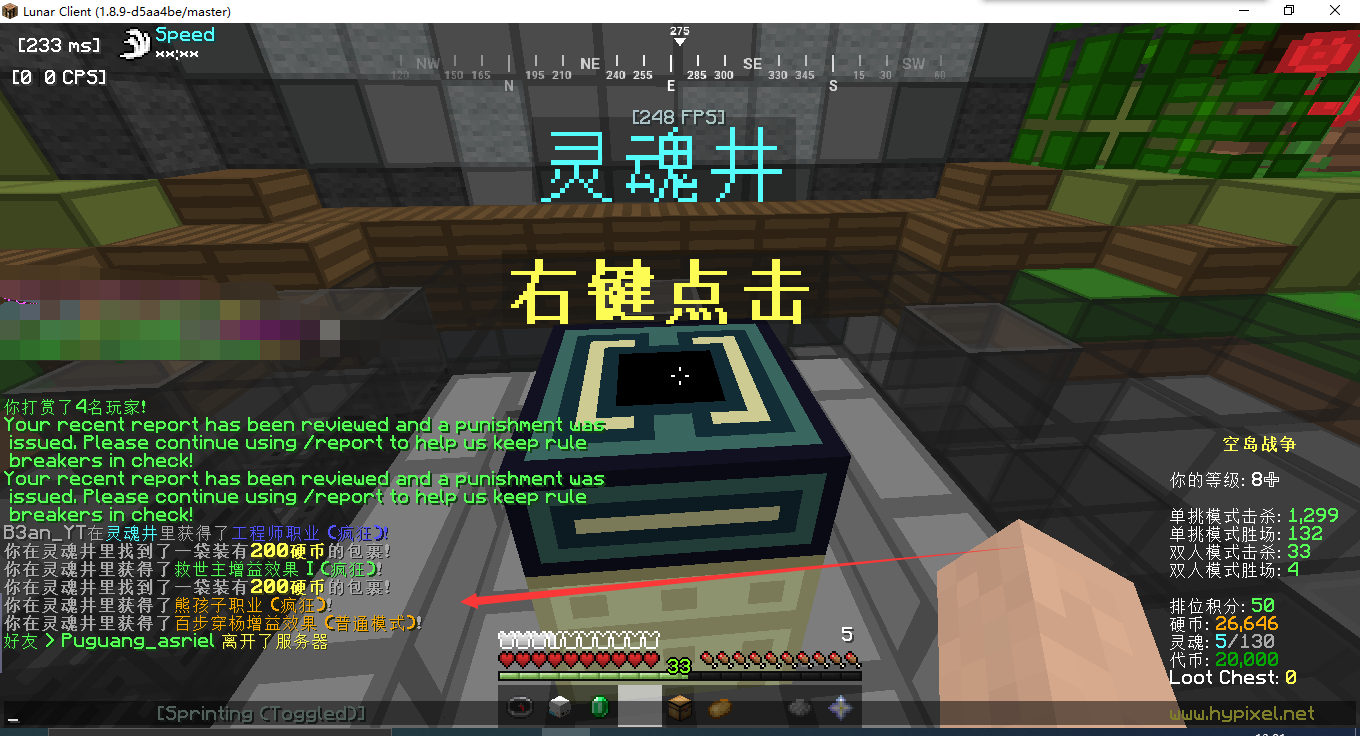 Lunar Client (1.8.9-d5aa4be/master)
[233 ms]
Speed
**:**
[0 0 CPS]
275
NW NE SE SW
120 150 165 195 210 240 255 285 300 330 345 15 30 60
N E S
[248 FPS]
灵魂井
右键点击
你打赏了4名玩家!
Your recent report has been reviewed and a punishment was
issued. Please continue using /report to help us keep rule
breakers in check!
Your recent report has been reviewed and a punishment was
issued. Please continue using /report to help us keep rule
breakers in check!
B3an_YT在灵魂井里获得了工程师职业 (疯狂)!
你在灵魂井里找到了一袋装有200硬币的包裹!
你在灵魂井里获得了救世主增益效果 I (疯狂)!
你在灵魂井里找到了一袋装有200硬币的包裹!
你在灵魂井里获得了熊孩子职业 (疯狂)!
你在灵魂井里获得了百步穿杨增益效果 (普通模式)!
好友 > Puguang_asriel 离开了服务器
空岛战争
你的等级: 8
单挑模式击杀: 1,299
单挑模式胜场: 132
双人模式击杀: 33
双人模式胜场: 4
排位积分: 50
硬币: 26,646
灵魂: 5/130
代币: 20,000
Loot Chest: 0
www.hypixel.net
5
33
[Sprinting (Toggled)]